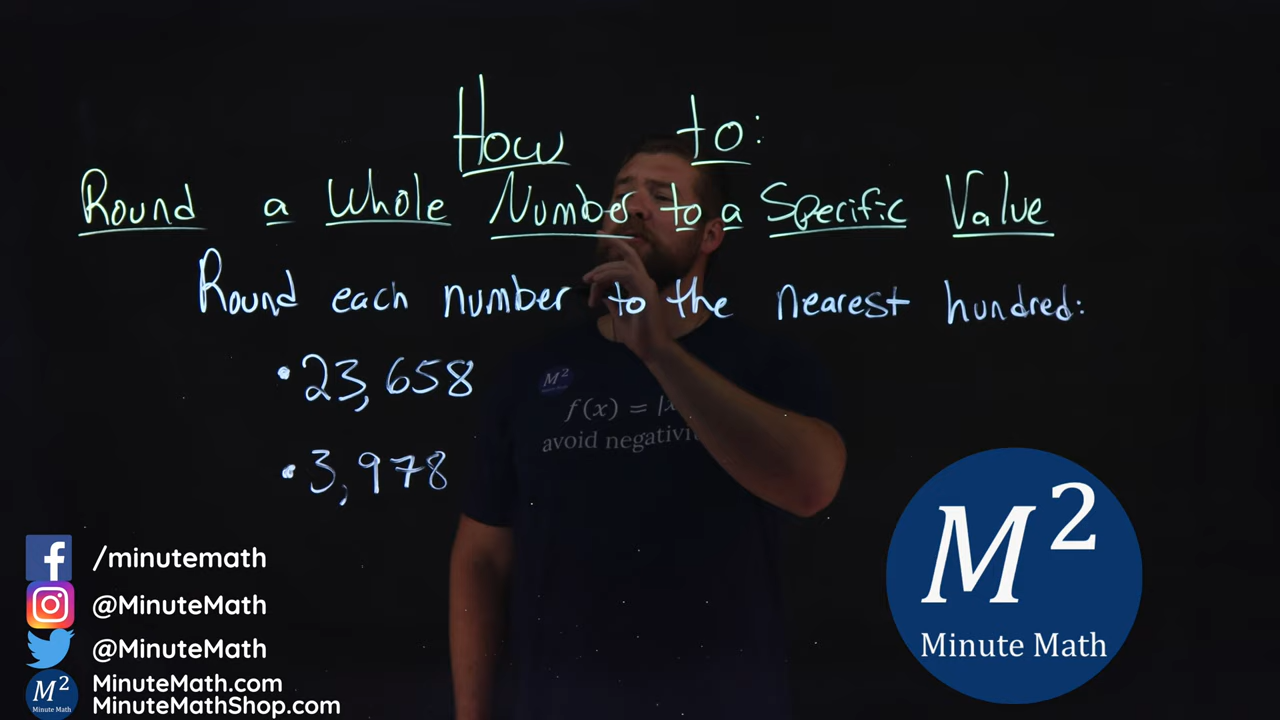 How to:
Round a Whole Number to a Specific Value
Round each number to the nearest hundred:
• 23,658
• 3,978
M²
f(x) = |x
avoid negativi
/minutemath
@MinuteMath
@MinuteMath
M²
Minute Math
MinuteMath.com
MinuteMathShop.com
M²
Minute Math